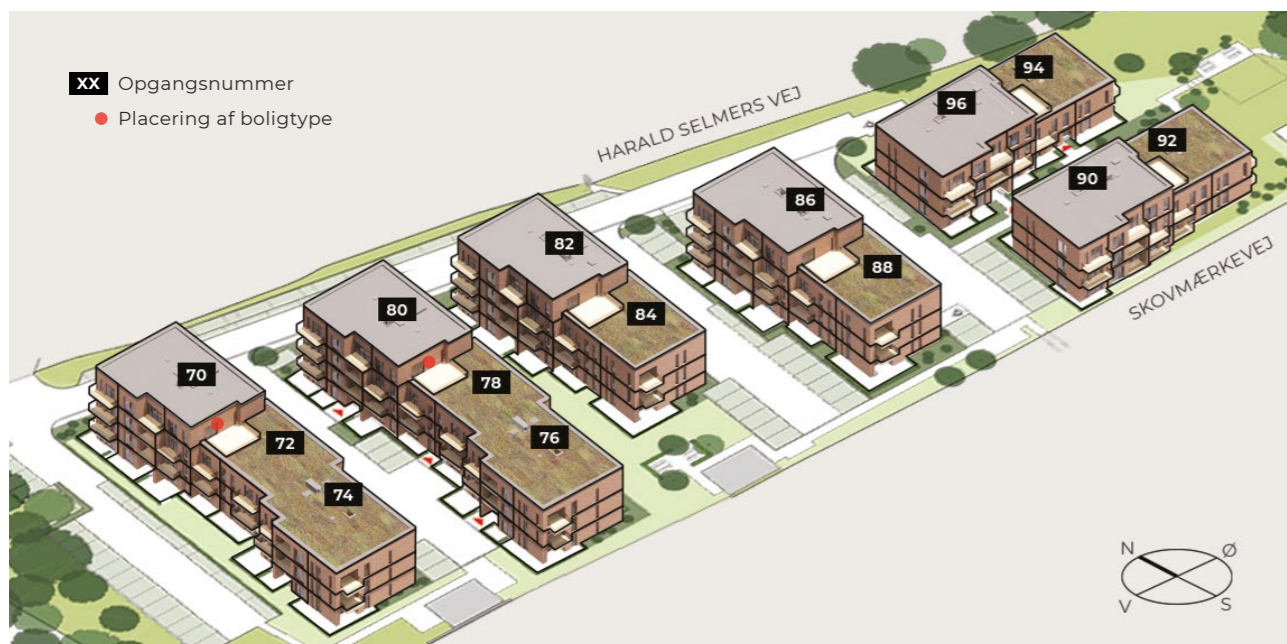 XX Opgangsnummer
Placering af boligtype
HARALD SELMERS VEJ
94
96
92
90
86
82
88
80
84
70
78
72
76
74
SKOVMÆRKEVEJ
N
Ø
V
S